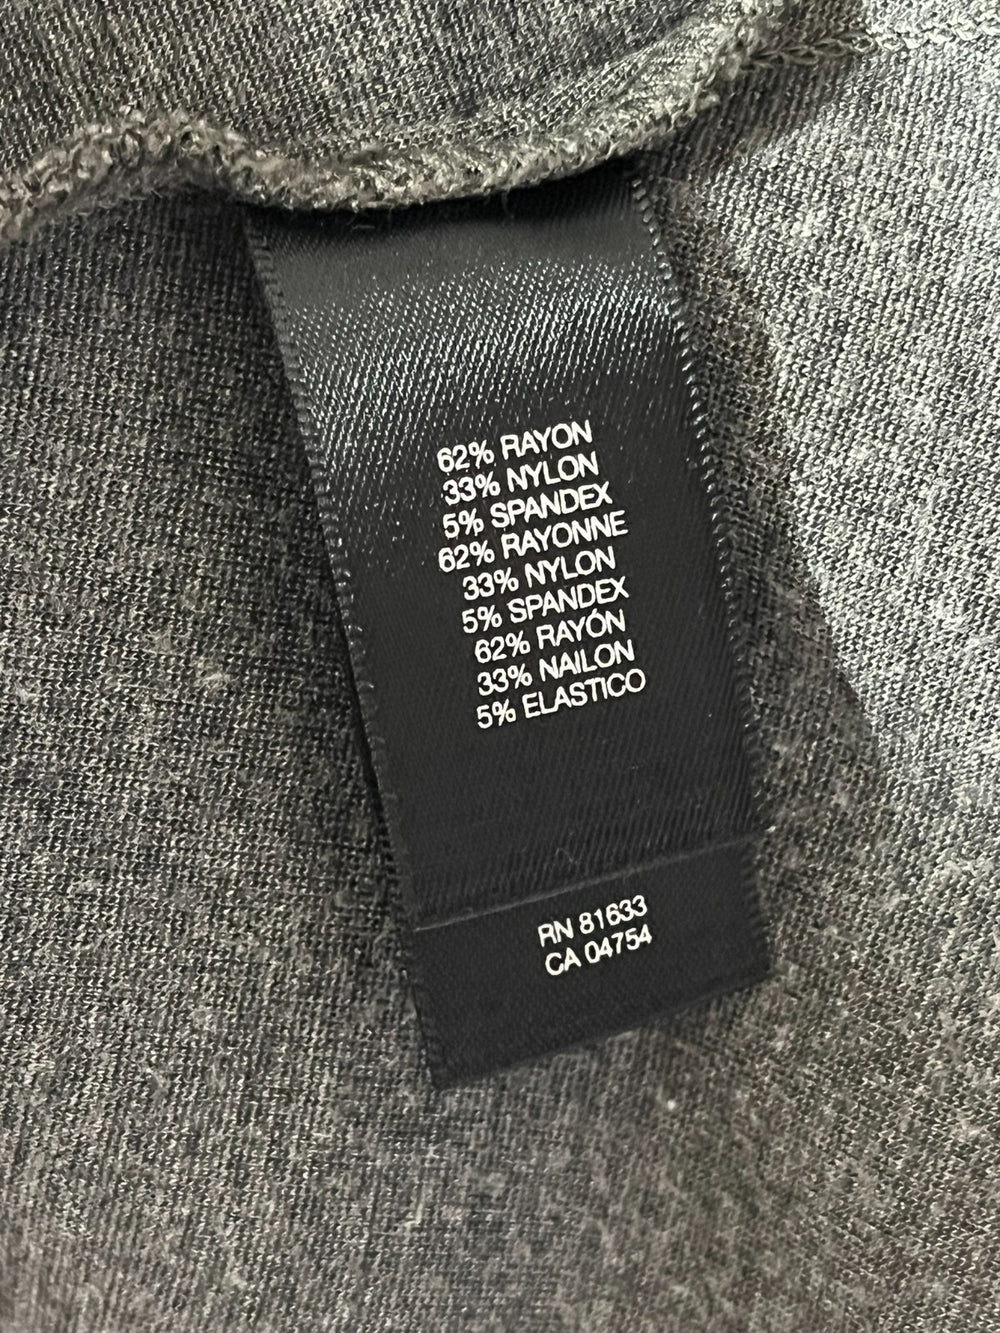 62% RAYON
33% NYLON
5% SPANDEX
62% RAYONNE
33% NYLON
5% SPANDEX
62% RAYÓN
33% NAILON
5% ELASTICO
RN 81633
CA 04754